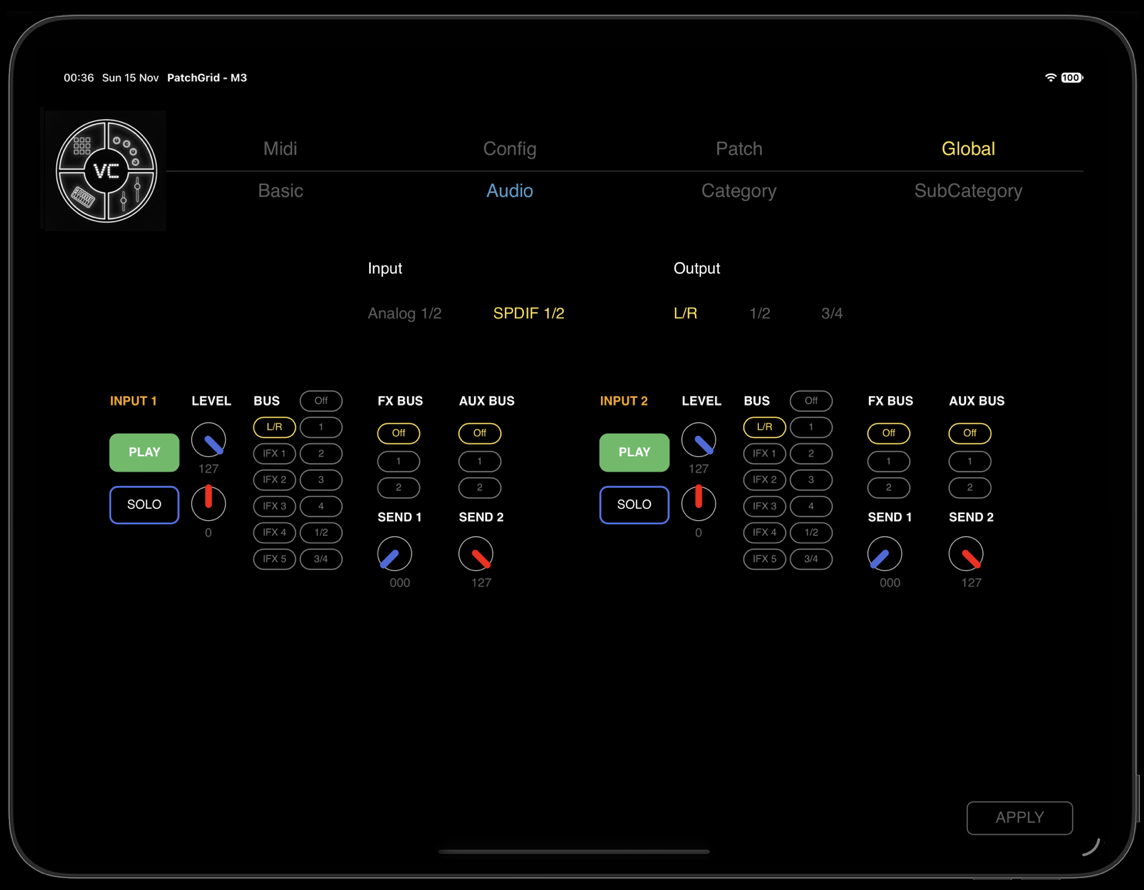 00:36 Sun 15 Nov PatchGrid - M3 100
VC
Midi Config Patch Global
Basic Audio Category SubCategory
Input Output
Analog 1/2 SPDIF 1/2 L/R 1/2 3/4
INPUT 1 LEVEL BUS Off FX BUS AUX BUS INPUT 2 LEVEL BUS Off FX BUS AUX BUS
L/R 1 Off Off L/R 1 Off Off
PLAY IFX 1 2 1 1 PLAY IFX 1 2 1 1
127 IFX 2 3 2 2 127 IFX 2 3 2 2
SOLO IFX 3 4 SEND 1 SEND 2 SOLO IFX 3 4 SEND 1 SEND 2
0 IFX 4 1/2 0 IFX 4 1/2
IFX 5 3/4 IFX 5 3/4
000 127 000 127
APPLY